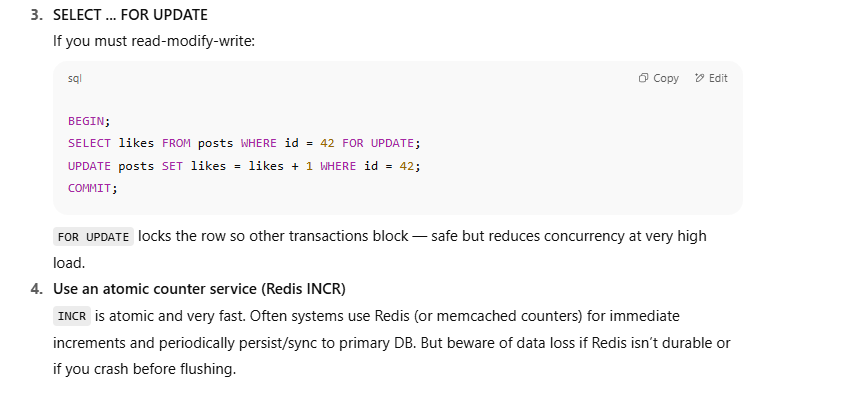 3. SELECT ... FOR UPDATE
If you must read-modify-write:
sql
Copy
Edit
BEGIN;
SELECT likes FROM posts WHERE id = 42 FOR UPDATE;
UPDATE posts SET likes = likes + 1 WHERE id = 42;
COMMIT;
FOR UPDATE locks the row so other transactions block — safe but reduces concurrency at very high
load.
4. Use an atomic counter service (Redis INCR)
INCR is atomic and very fast. Often systems use Redis (or memcached counters) for immediate
increments and periodically persist/sync to primary DB. But beware of data loss if Redis isn't durable or
if you crash before flushing.